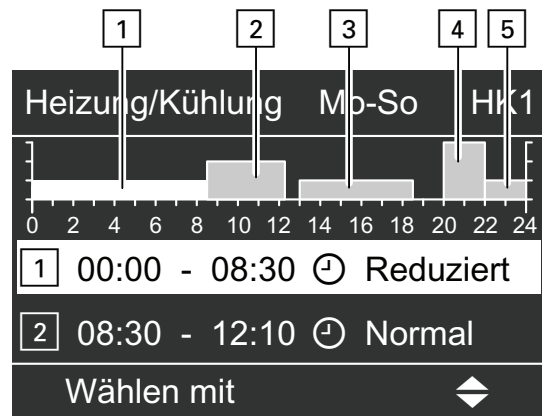 1 2 3 4 5
Heizung/Kühlung Mo-So HK1
0 2 4 6 8 10 12 14 16 18 20 22 24
1 00:00 - 08:30 Reduziert
2 08:30 - 12:10 Normal
Wählen mit